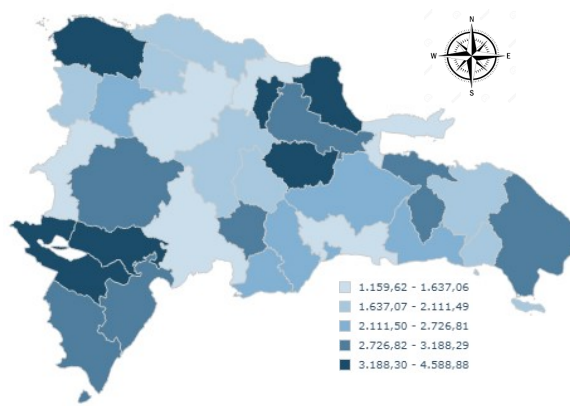 N
W E
S
1.159,62 - 1.637,06
1.637,07 - 2.111,49
2.111,50 - 2.726,81
2.726,82 - 3.188,29
3.188,30 - 4.588,88